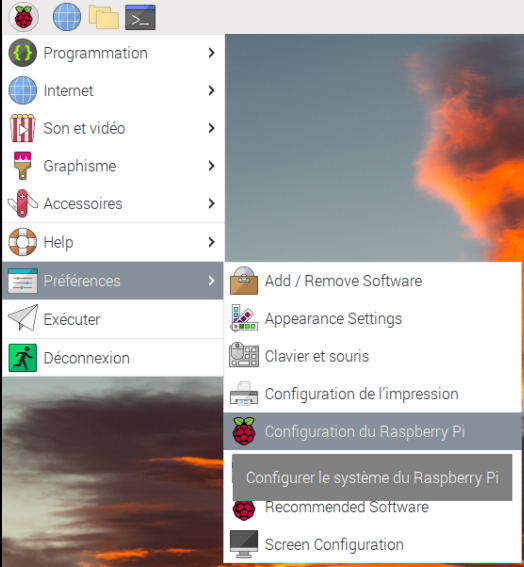 Programmation
Internet
Son et vidéo
Graphisme
Accessoires
Help
Préférences
Exécuter
Déconnexion
Add / Remove Software
Appearance Settings
Clavier et souris
Configuration de l'impression
Configuration du Raspberry Pi
Configurer le système du Raspberry Pi
Recommended Software
Screen Configuration